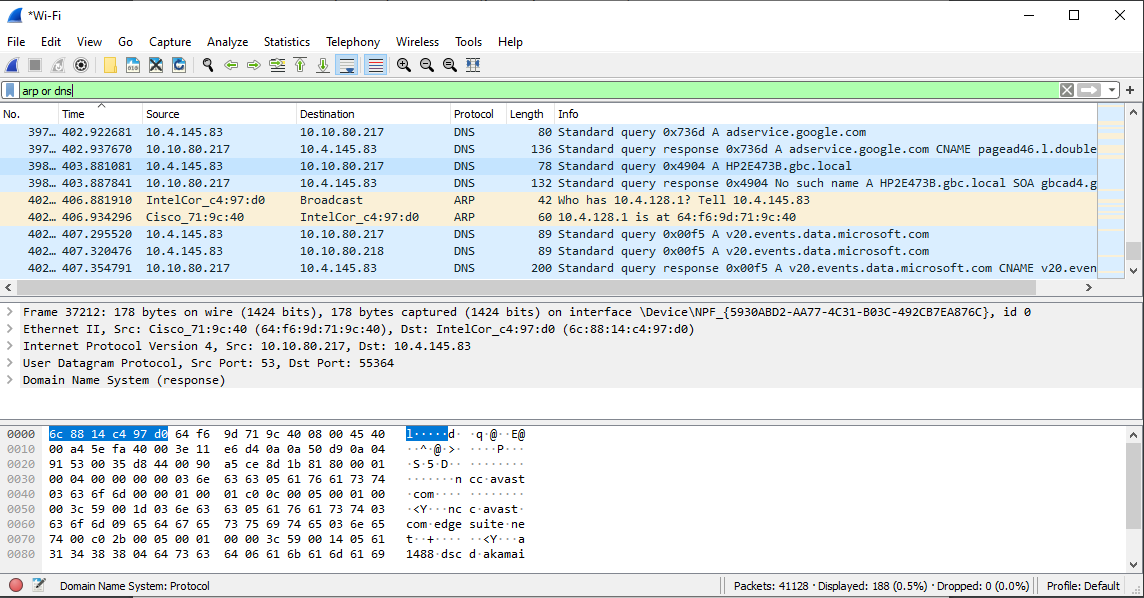 *Wi-Fi
File Edit View Go Capture Analyze Statistics Telephony Wireless Tools Help
arp or dns
No. Time Source Destination Protocol Length Info
397… 402.922681 10.4.145.83 10.10.80.217 DNS 80 Standard query 0x736d A adservice.google.com
397… 402.937670 10.10.80.217 10.4.145.83 DNS 136 Standard query response 0x736d A adservice.google.com CNAME pagead46.l.double
398… 403.881081 10.4.145.83 10.10.80.217 DNS 78 Standard query 0x4904 A HP2E473B.gbc.local
398… 403.887841 10.10.80.217 10.4.145.83 DNS 132 Standard query response 0x4904 No such name A HP2E473B.gbc.local SOA gbcad4.g
402… 406.881910 IntelCor_c4:97:d0 Broadcast ARP 42 Who has 10.4.128.1? Tell 10.4.145.83
402… 406.934296 Cisco_71:9c:40 IntelCor_c4:97:d0 ARP 60 10.4.128.1 is at 64:f6:9d:71:9c:40
402… 407.295520 10.4.145.83 10.10.80.217 DNS 89 Standard query 0x00f5 A v20.events.data.microsoft.com
402… 407.320476 10.4.145.83 10.10.80.218 DNS 89 Standard query 0x00f5 A v20.events.data.microsoft.com
402… 407.354791 10.10.80.217 10.4.145.83 DNS 200 Standard query response 0x00f5 A v20.events.data.microsoft.com CNAME v20.even
Frame 37212: 178 bytes on wire (1424 bits), 178 bytes captured (1424 bits) on interface \Device\NPF_{5930ABD2-AA77-4C31-B03C-492CB7EA876C}, id 0
Ethernet II, Src: Cisco_71:9c:40 (64:f6:9d:71:9c:40), Dst: IntelCor_c4:97:d0 (6c:88:14:c4:97:d0)
Internet Protocol Version 4, Src: 10.10.80.217, Dst: 10.4.145.83
User Datagram Protocol, Src Port: 53, Dst Port: 55364
Domain Name System (response)
0000 6c 88 14 c4 97 d0 64 f6 9d 71 9c 40 08 00 45 40 l·····d· ·q·@··E@
0010 00 a4 5e fa 40 00 3e 11 e6 d4 0a 0a 50 d9 0a 04 ··^·@·>· ····P···
0020 91 53 00 35 d8 44 00 90 a5 ce 8d 1b 81 80 00 01 ·S·5·D·· ········
0030 00 04 00 00 00 00 03 6e 63 63 05 61 76 61 73 74 ·······n cc·avast
0040 03 63 6f 6d 00 00 01 00 01 c0 0c 00 05 00 01 00 ·com···· ········
0050 00 3c 59 00 1d 03 6e 63 63 05 61 76 61 73 74 03 ·<Y···nc c·avast·
0060 63 6f 6d 09 65 64 67 65 73 75 69 74 65 03 6e 65 com·edge suite·ne
0070 74 00 c0 2b 00 05 00 01 00 00 3c 59 00 14 05 61 t··+···· ··<Y···a
0080 31 34 38 38 04 64 73 63 64 06 61 6b 61 6d 61 69 1488·dsc d·akamai
Domain Name System: Protocol Packets: 41128 · Displayed: 188 (0.5%) · Dropped: 0 (0.0%) Profile: Default